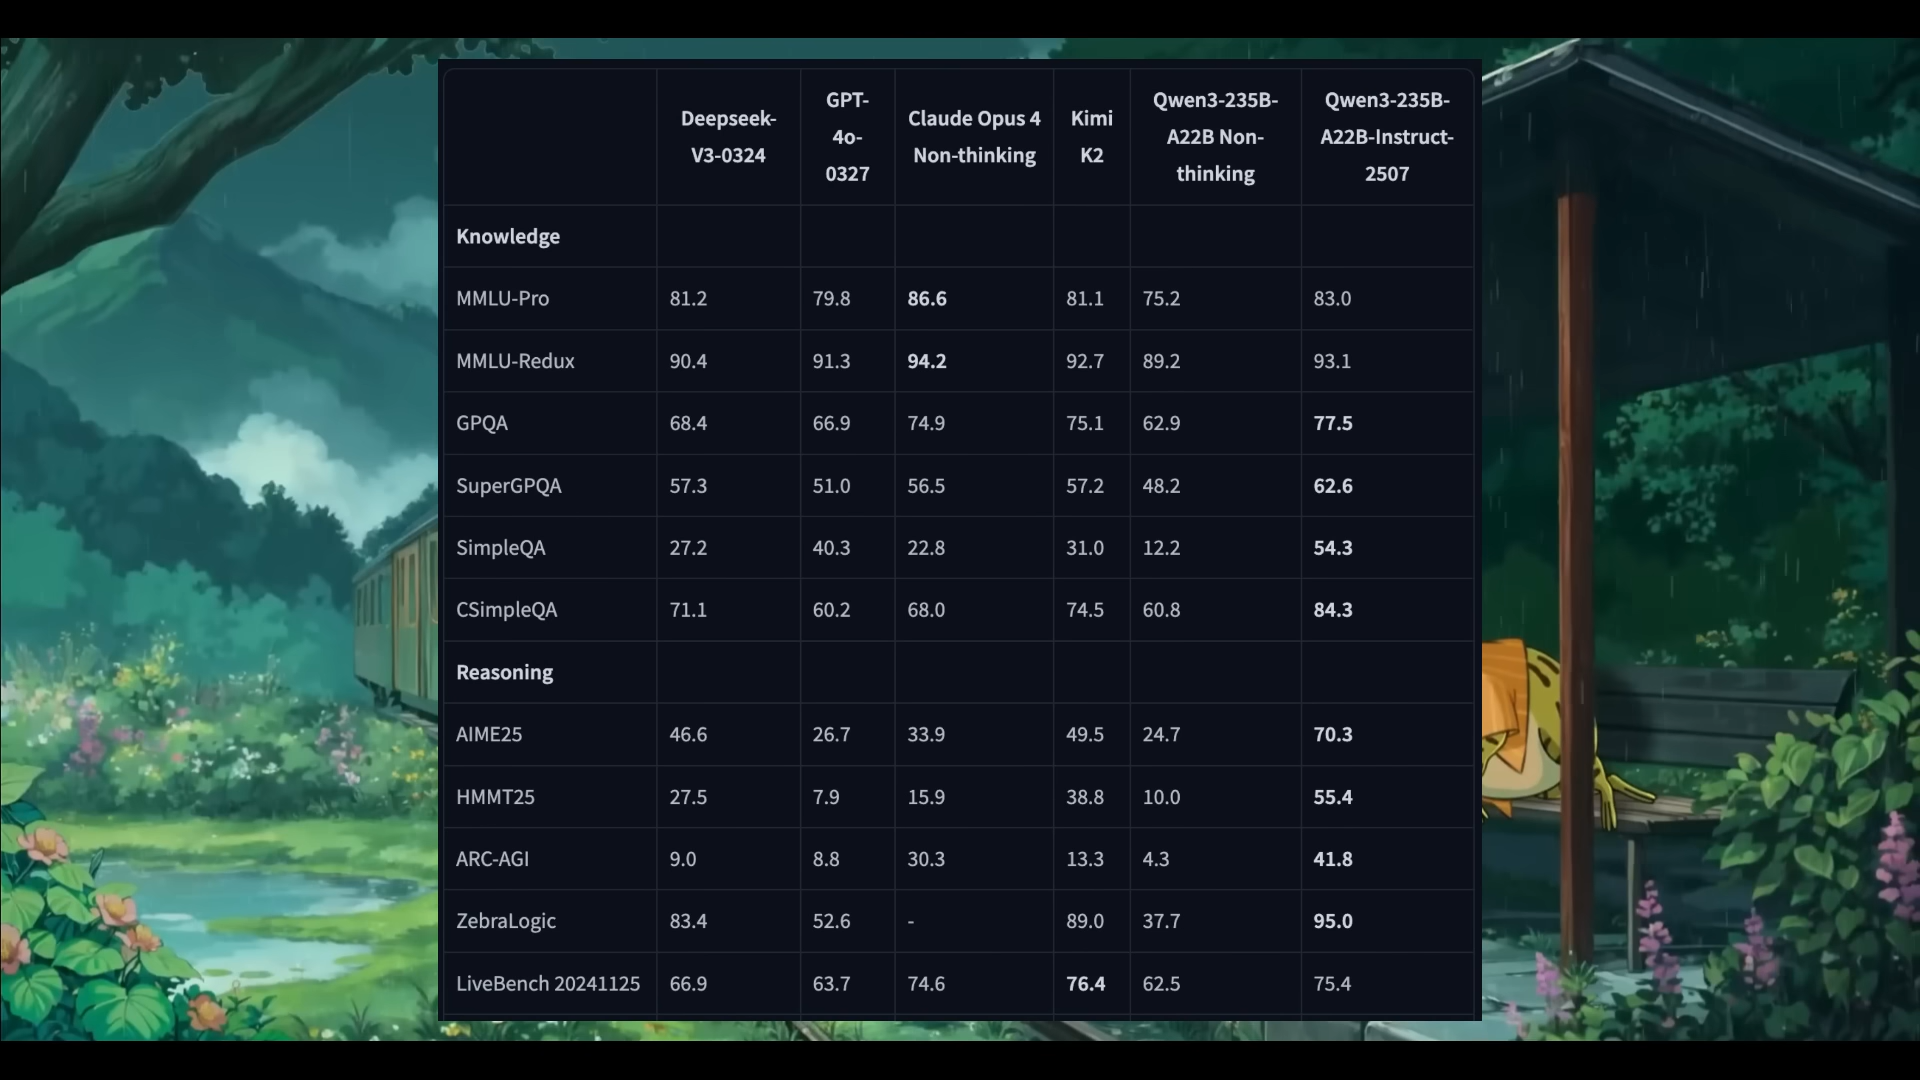 Deepseek-V3-0324 GPT-4o-0327 Claude Opus 4 Non-thinking Kimi K2 Qwen3-235B-A22B Non-thinking Qwen3-235B-A22B-Instruct-2507
Knowledge
MMLU-Pro 81.2 79.8 86.6 81.1 75.2 83.0
MMLU-Redux 90.4 91.3 94.2 92.7 89.2 93.1
GPQA 68.4 66.9 74.9 75.1 62.9 77.5
SuperGPQA 57.3 51.0 56.5 57.2 48.2 62.6
SimpleQA 27.2 40.3 22.8 31.0 12.2 54.3
CSimpleQA 71.1 60.2 68.0 74.5 60.8 84.3
Reasoning
AIME25 46.6 26.7 33.9 49.5 24.7 70.3
HMMT25 27.5 7.9 15.9 38.8 10.0 55.4
ARC-AGI 9.0 8.8 30.3 13.3 4.3 41.8
ZebraLogic 83.4 52.6 - 89.0 37.7 95.0
LiveBench 20241125 66.9 63.7 74.6 76.4 62.5 75.4